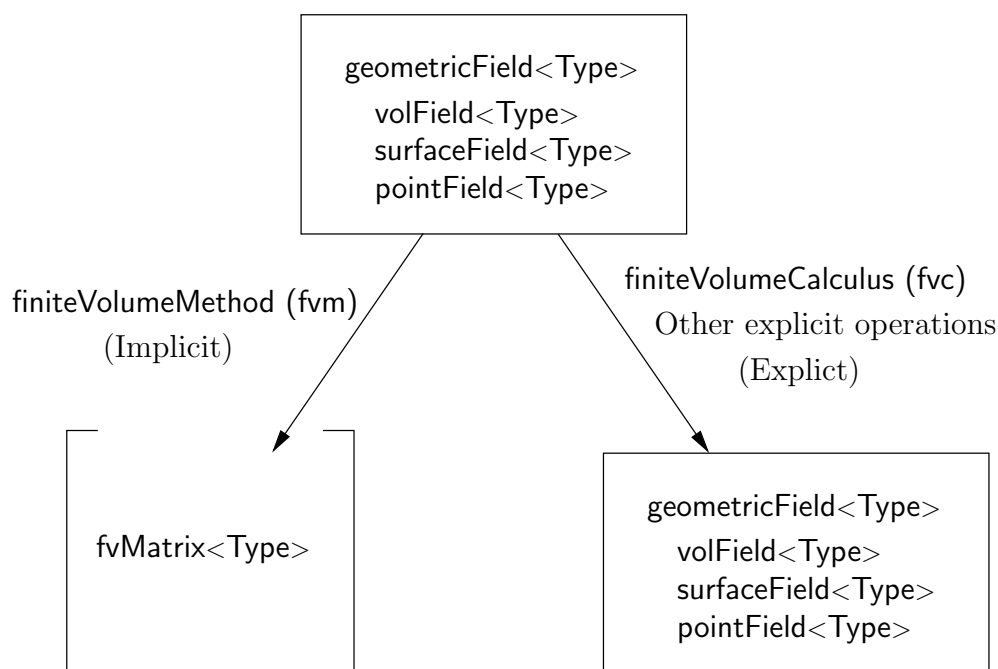 geometricField<Type>
volField<Type>
surfaceField<Type>
pointField<Type>
finiteVolumeMethod (fvm)
(Implicit)
finiteVolumeCalculus (fvc)
Other explicit operations
(Explict)
fvMatrix<Type>
geometricField<Type>
volField<Type>
surfaceField<Type>
pointField<Type>